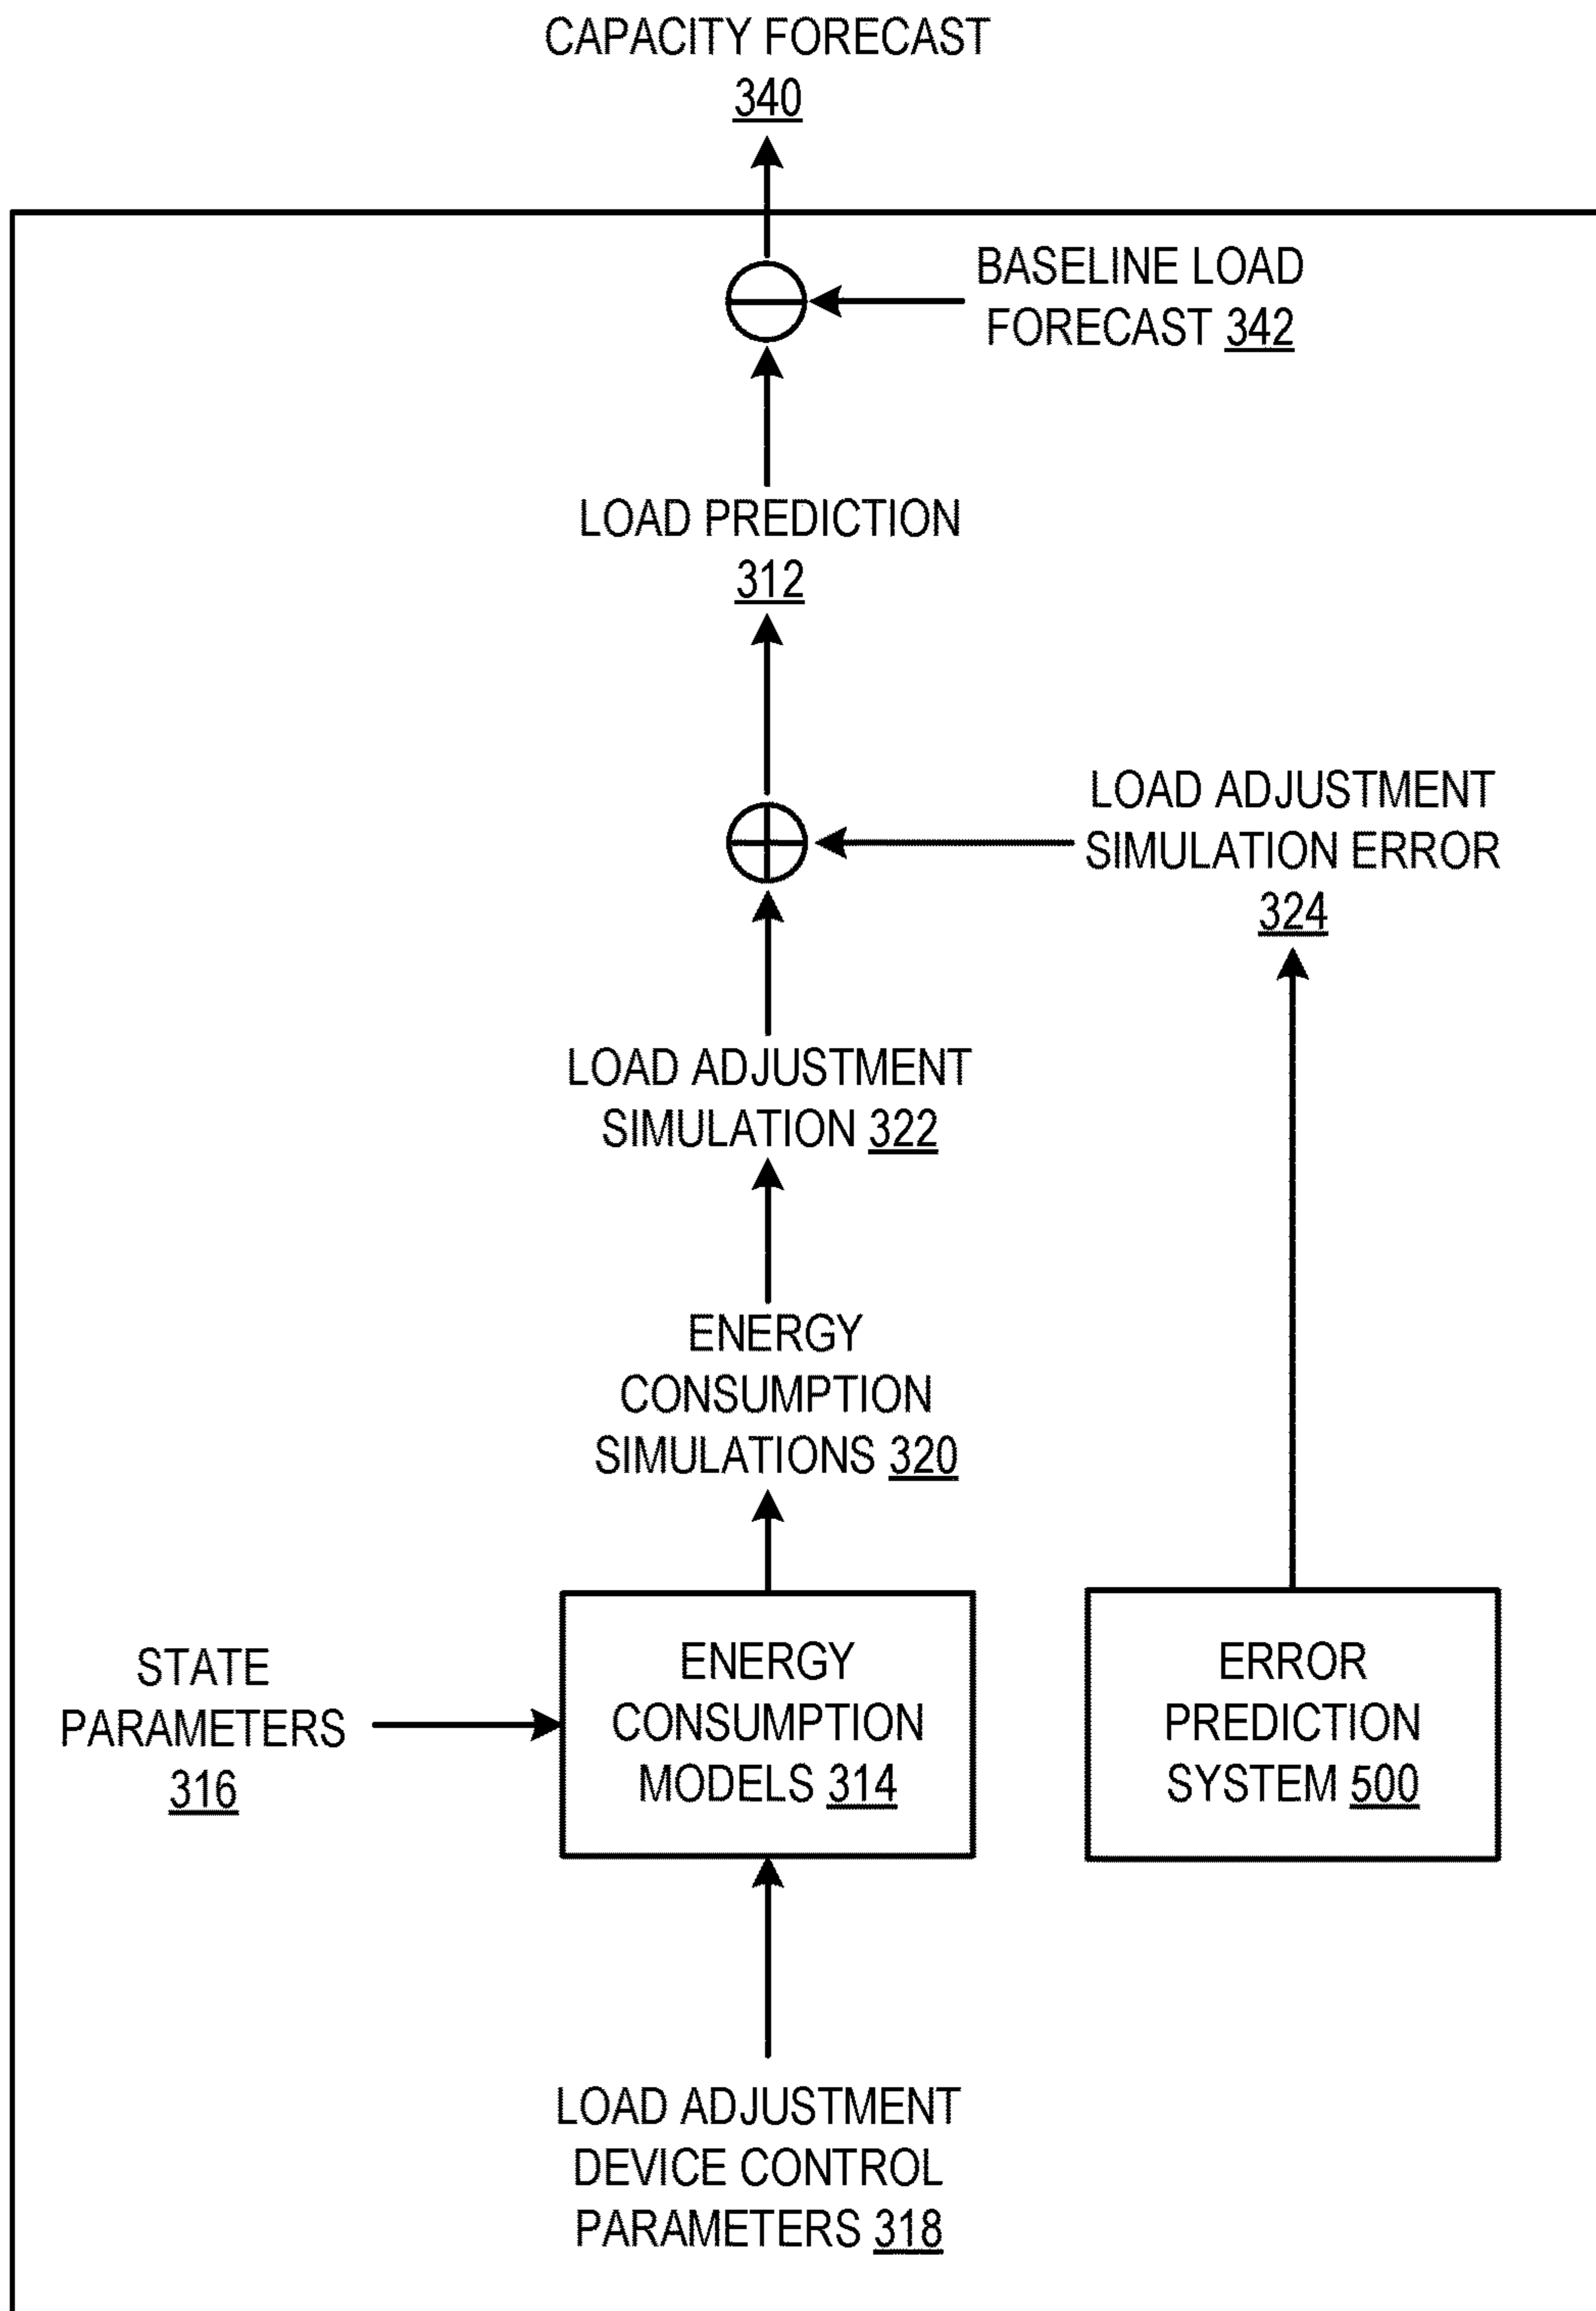 CAPACITY FORECAST
340
BASELINE LOAD
FORECAST 342
LOAD PREDICTION
312
LOAD ADJUSTMENT
SIMULATION ERROR
324
LOAD ADJUSTMENT
SIMULATION 322
ENERGY
CONSUMPTION
SIMULATIONS 320
STATE
PARAMETERS
316
ENERGY
CONSUMPTION
MODELS 314
ERROR
PREDICTION
SYSTEM 500
LOAD ADJUSTMENT
DEVICE CONTROL
PARAMETERS 318